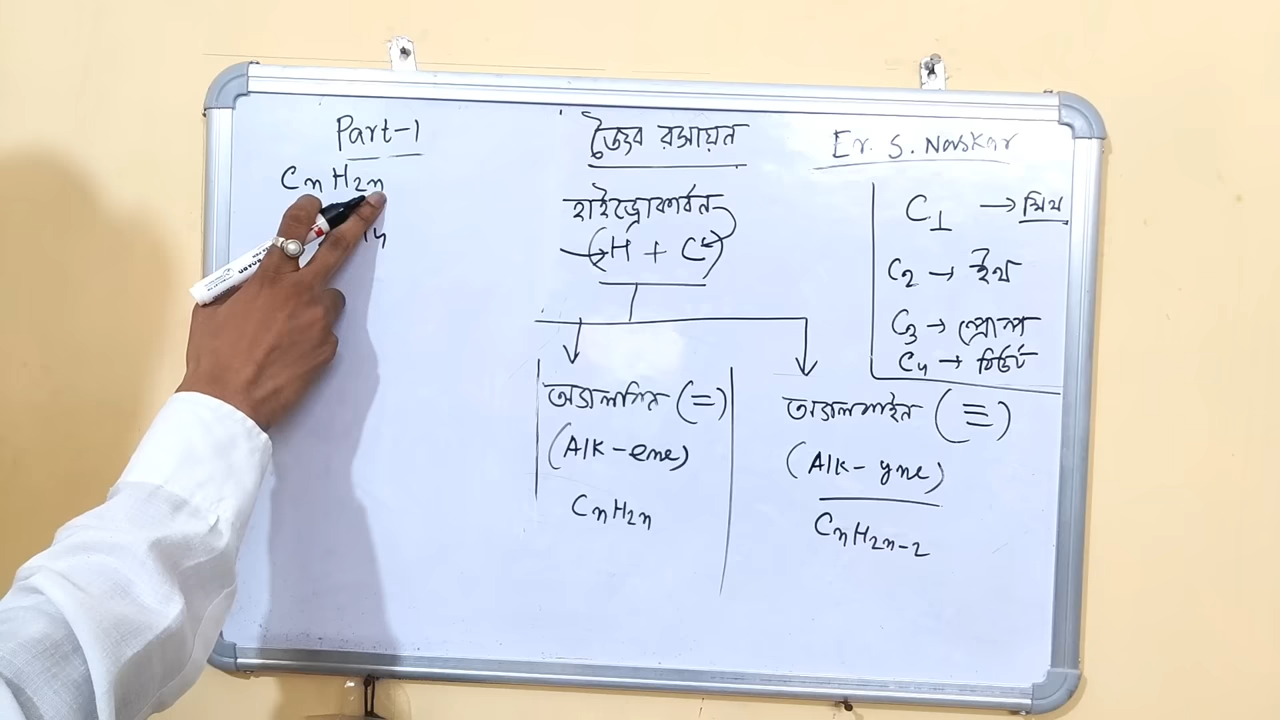 Part-1
CnH2n
4
জৈব রসায়ন
হাইড্রোকার্বন
(H + C)
Er. S. Naskar
C1 → মিথ
C2 → ইথ
C3 → প্রোপ
C4 → বিউট
অ্যালকিন (=)
(Alk-ene)
CnH2n
অ্যালকাইন (≡)
(Alk-yne)
CnH2n-2